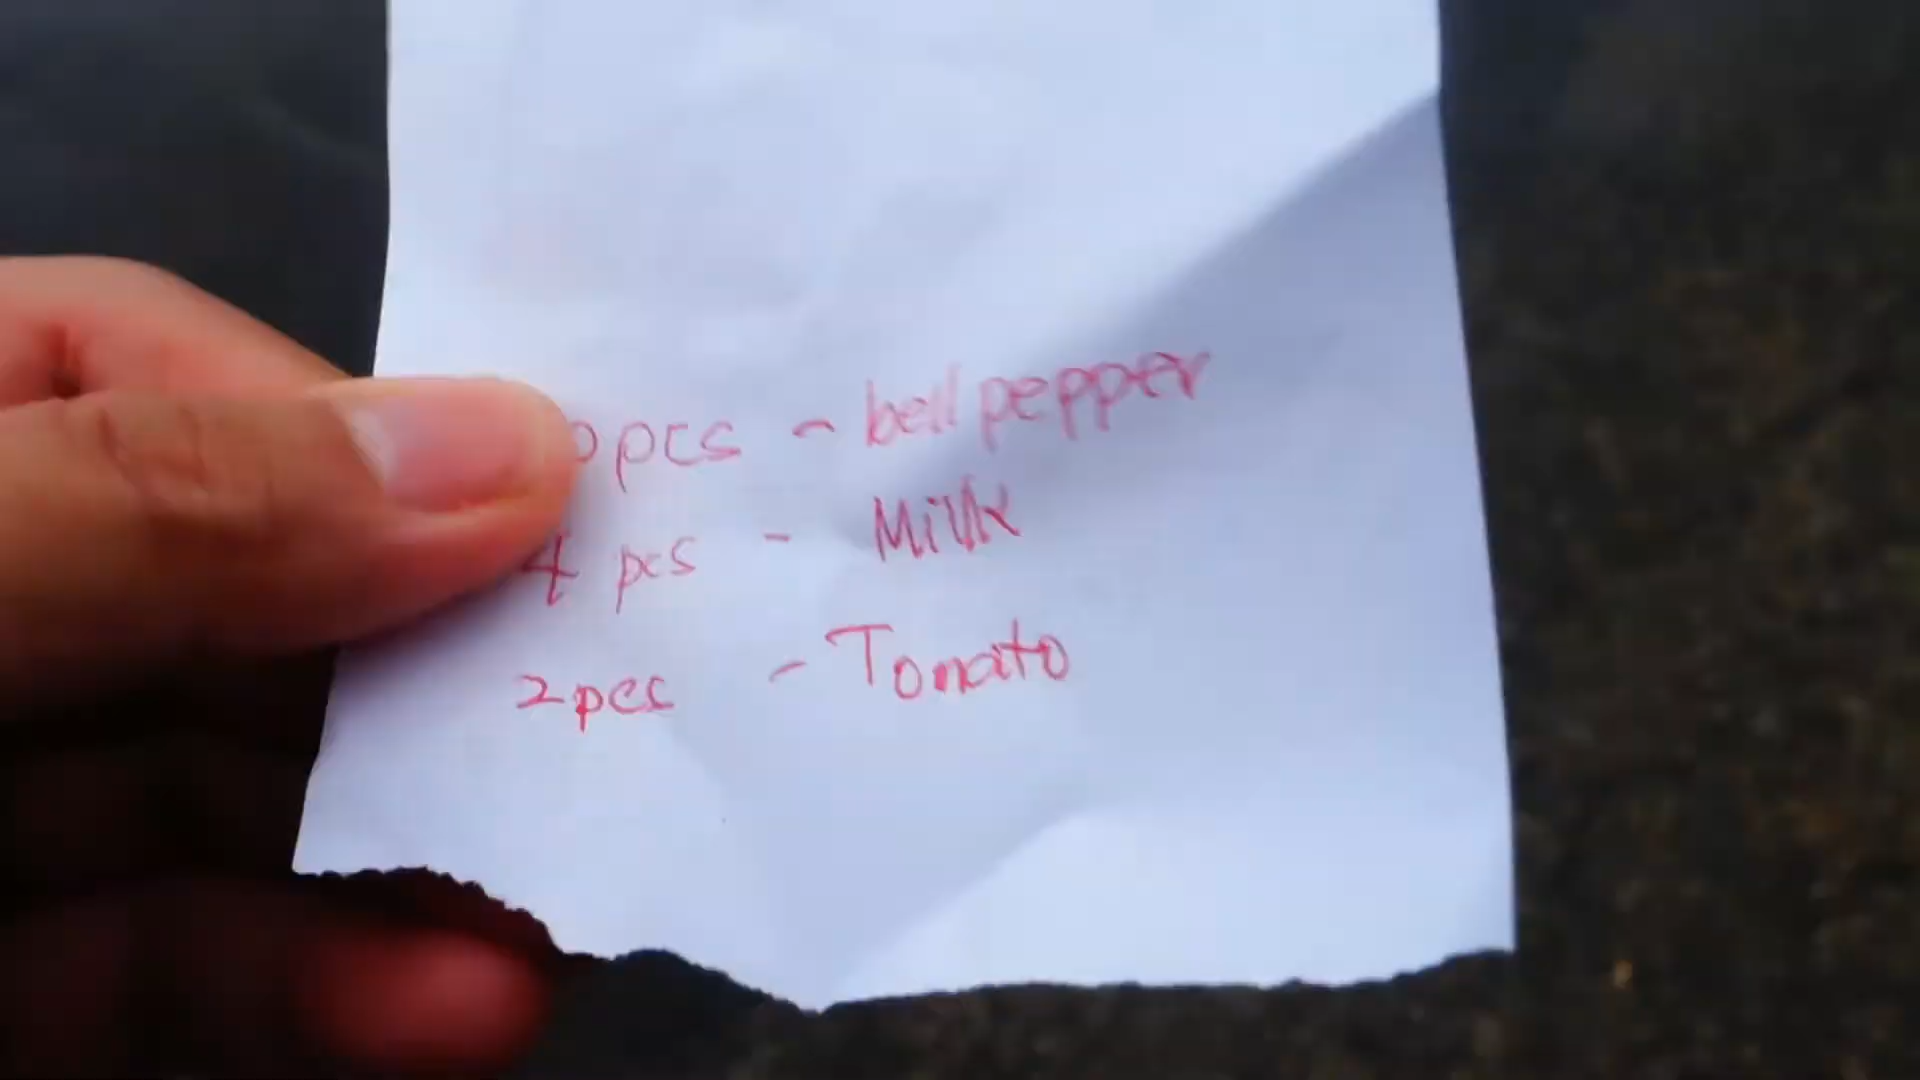 pcs - bell pepper
4 pcs - Milk
2pcs - Tomato